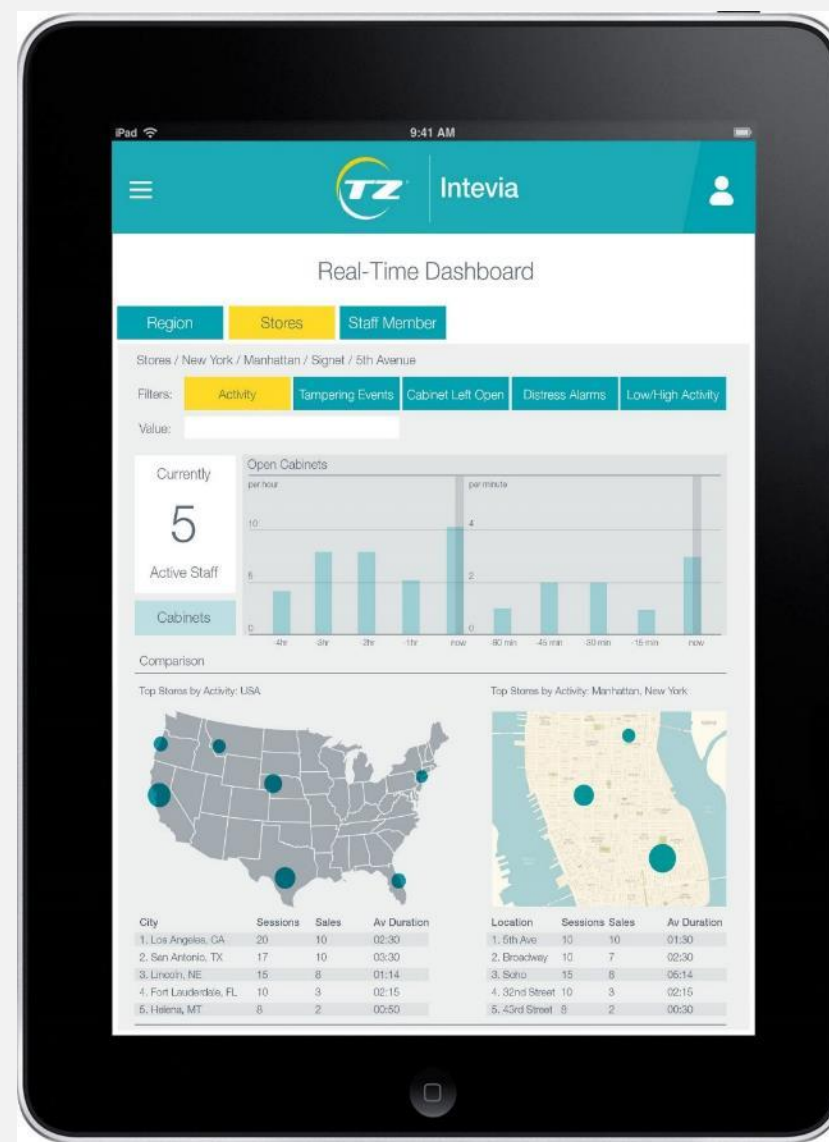 iPad 9:41 AM
TZ Intevia
Real-Time Dashboard
Region Stores Staff Member
Stores / New York / Manhattan / Signet / 5th Avenue
Filters: Activity Tampering Events Cabinet Left Open Distress Alarms Low/High Activity
Value:
Currently
5
Active Staff
Cabinets
Open Cabinets
per hour
10
5
0
-4hr -3hr -2hr -1hr now
per minute
4
2
0
-60 min -45 min -30 min -15 min now
Comparison
Top Stores by Activity: USA
City Sessions Sales Av Duration
1. Los Angeles, CA 20 10 02:30
2. San Antonio, TX 17 10 03:30
3. Lincoln, NE 15 8 01:14
4. Fort Lauderdale, FL 10 3 02:15
5. Helena, MT 8 2 00:50
Top Stores by Activity: Manhattan, New York
Location Sessions Sales Av Duration
1. 5th Ave 10 10 01:30
2. Broadway 10 7 02:30
3. Soho 15 8 05:14
4. 32nd Street 10 3 02:15
5. 43rd Street 8 2 00:30